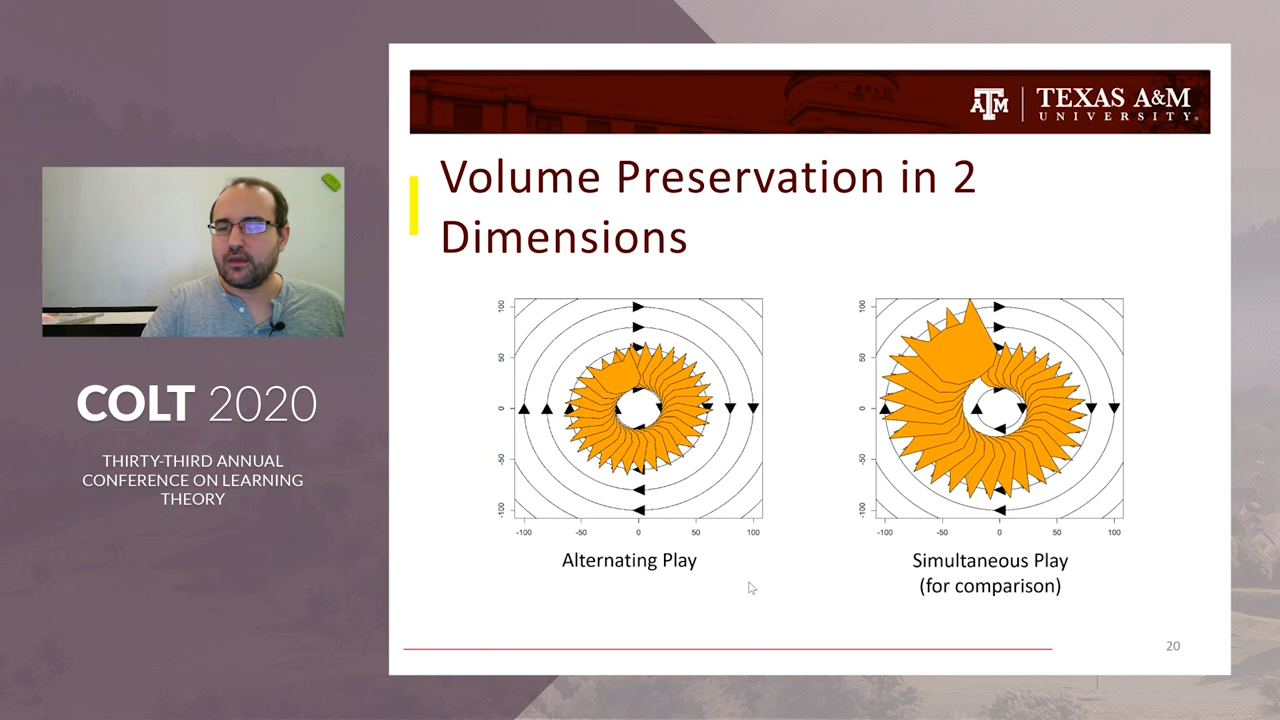 ATM
TEXAS A&M
UNIVERSITY®
Volume Preservation in 2
Dimensions
100
50
0
-50
-100
-100
-50
0
50
100
Alternating Play
100
50
0
-50
-100
-100
-50
0
50
100
Simultaneous Play
(for comparison)
20
COLT 2020
THIRTY-THIRD ANNUAL
CONFERENCE ON LEARNING
THEORY